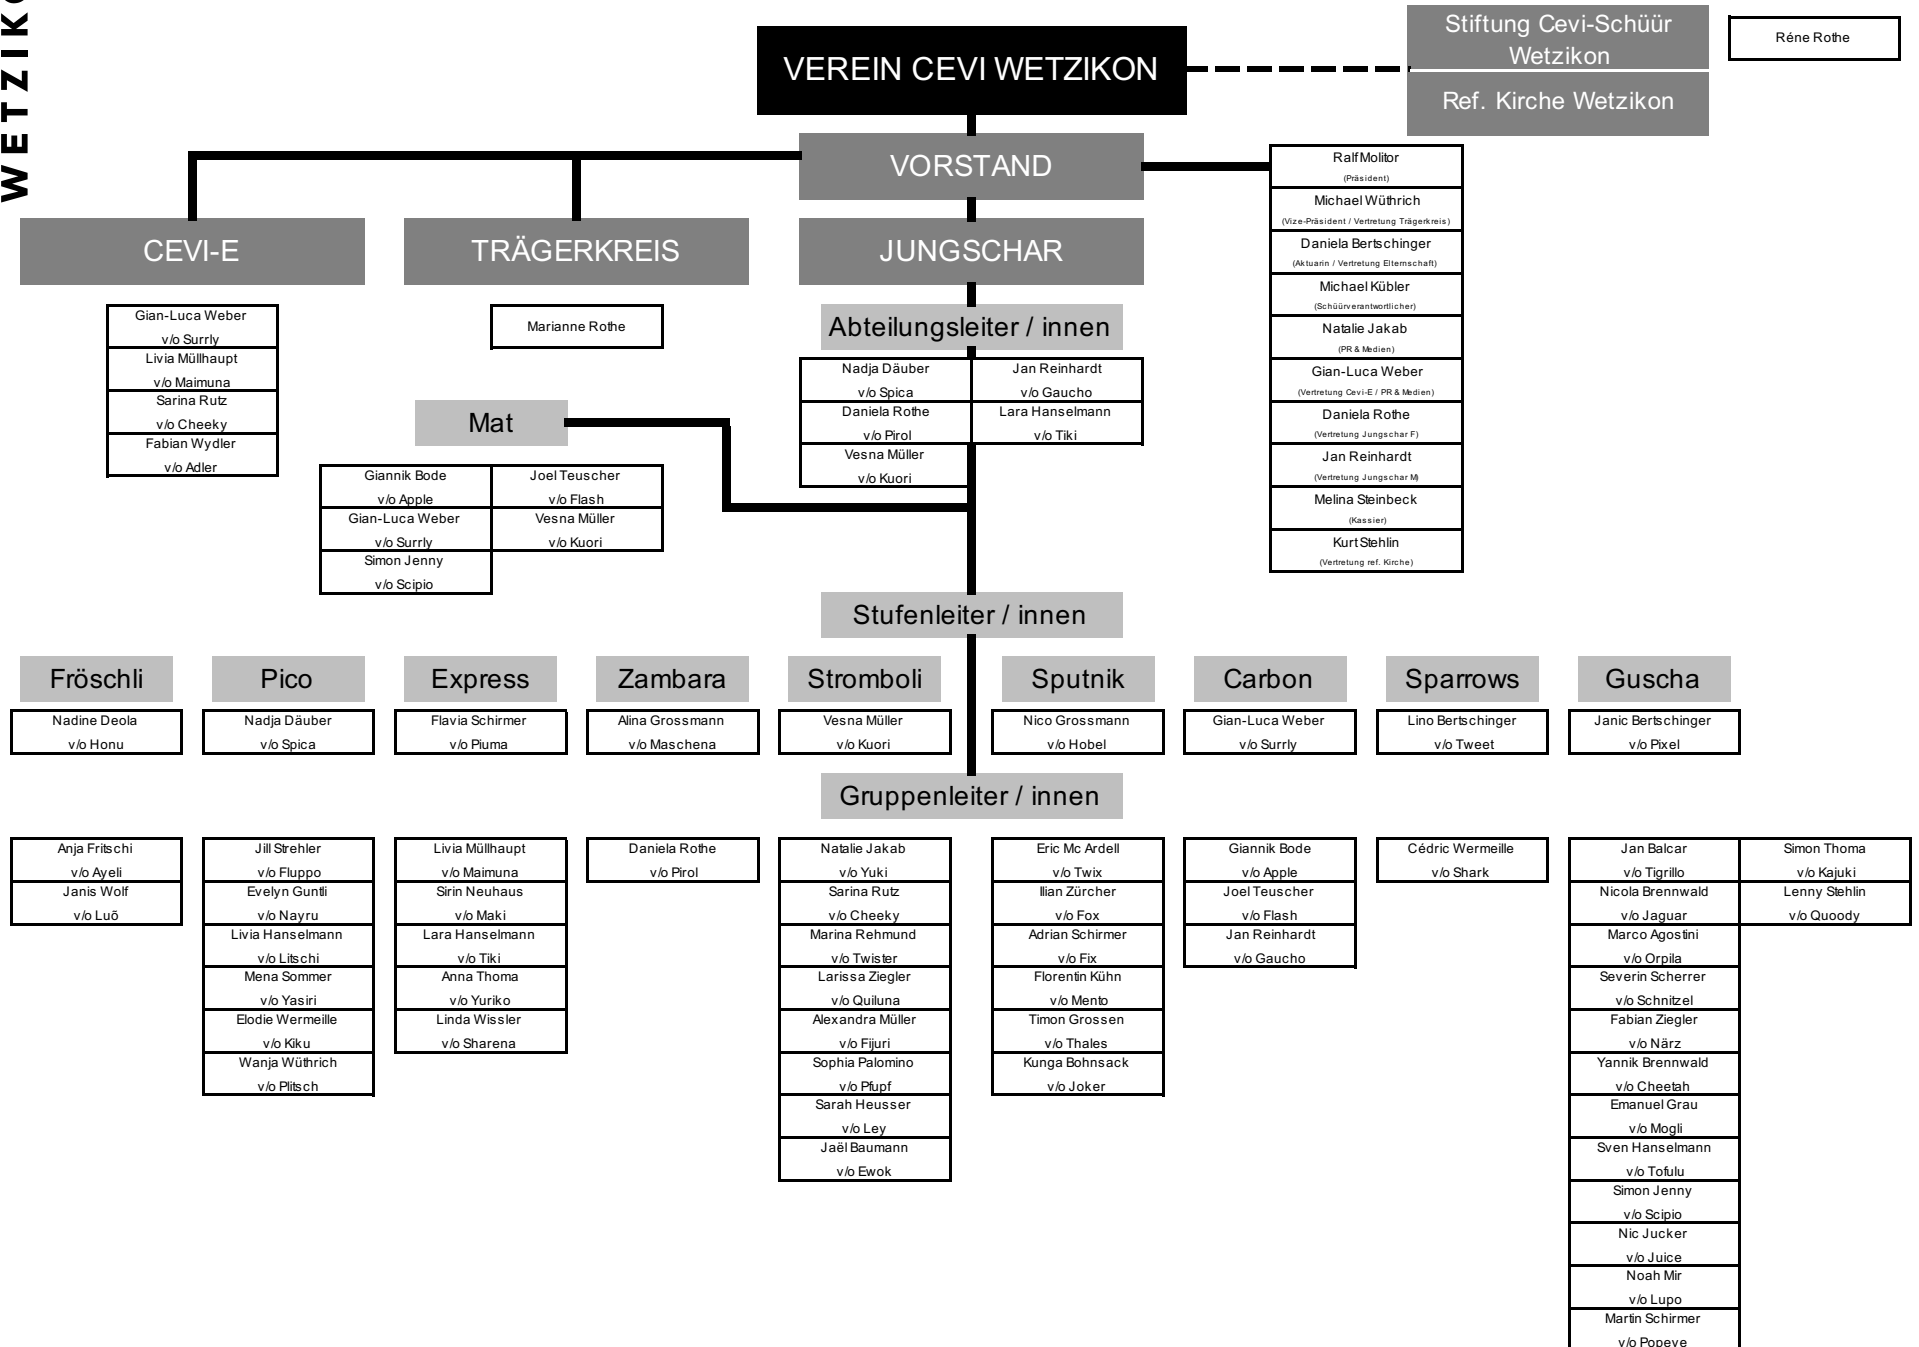 WETZIK
VEREIN CEVI WETZIKON
Stiftung Cevi-Schüür
Wetzikon
Ref. Kirche Wetzikon
Réne Rothe
VORSTAND
Ralf Molitor
(Präsident)
Michael Wüthrich
(Vize-Präsident / Vertretung Trägerkreis)
Daniela Bertschinger
(Aktuarin / Vertretung Elternschaft)
Michael Kübler
(Schüürverantwortlicher)
Natalie Jakab
(PR & Medien)
Gian-Luca Weber
(Vertretung Cevi-E / PR & Medien)
Daniela Rothe
(Vertretung Jungschar F)
Jan Reinhardt
(Vertretung Jungschar M)
Melina Steinbeck
(Kassier)
Kurt Stehlin
(Vertretung ref. Kirche)
CEVI-E
Gian-Luca Weber
v/o Surrly
Livia Müllhaupt
v/o Maimuna
Sarina Rutz
v/o Cheeky
Fabian Wydler
v/o Adler
TRÄGERKREIS
Marianne Rothe
JUNGSCHAR
Abteilungsleiter / innen
Nadja Däuber
v/o Spica
Daniela Rothe
v/o Pirol
Vesna Müller
v/o Kuori
Jan Reinhardt
v/o Gaucho
Lara Hanselmann
v/o Tiki
Mat
Giannik Bode
v/o Apple
Gian-Luca Weber
v/o Surrly
Simon Jenny
v/o Scipio
Joel Teuscher
v/o Flash
Vesna Müller
v/o Kuori
Stufenleiter / innen
Fröschli
Nadine Deola
v/o Honu
Pico
Nadja Däuber
v/o Spica
Express
Flavia Schirmer
v/o Piuma
Zambara
Alina Grossmann
v/o Maschena
Stromboli
Vesna Müller
v/o Kuori
Sputnik
Nico Grossmann
v/o Hobel
Carbon
Gian-Luca Weber
v/o Surrly
Sparrows
Lino Bertschinger
v/o Tweet
Guscha
Janic Bertschinger
v/o Pixel
Gruppenleiter / innen
Anja Fritschi
v/o Ayeli
Janis Wolf
v/o Luõ
Jill Strehler
v/o Fluppo
Evelyn Guntli
v/o Nayru
Livia Hanselmann
v/o Litschi
Mena Sommer
v/o Yasiri
Elodie Wermeille
v/o Kiku
Wanja Wüthrich
v/o Plitsch
Livia Müllhaupt
v/o Maimuna
Sirin Neuhaus
v/o Maki
Lara Hanselmann
v/o Tiki
Anna Thoma
v/o Yuriko
Linda Wissler
v/o Sharena
Daniela Rothe
v/o Pirol
Natalie Jakab
v/o Yuki
Sarina Rutz
v/o Cheeky
Marina Rehmund
v/o Twister
Larissa Ziegler
v/o Quiluna
Alexandra Müller
v/o Fijuri
Sophia Palomino
v/o Pfupf
Sarah Heusser
v/o Ley
Jaël Baumann
v/o Ewok
Eric Mc Ardell
v/o Twix
Ilian Zürcher
v/o Fox
Adrian Schirmer
v/o Fix
Florentin Kühn
v/o Mento
Timon Grossen
v/o Thales
Kunga Bohnsack
v/o Joker
Giannik Bode
v/o Apple
Joel Teuscher
v/o Flash
Jan Reinhardt
v/o Gaucho
Cédric Wermeille
v/o Shark
Jan Balcar
v/o Tigrillo
Nicola Brennwald
v/o Jaguar
Marco Agostini
v/o Orpila
Severin Scherrer
v/o Schnitzel
Fabian Ziegler
v/o Närz
Yannik Brennwald
v/o Cheetah
Emanuel Grau
v/o Mogli
Sven Hanselmann
v/o Tofulu
Simon Jenny
v/o Scipio
Nic Jucker
v/o Juice
Noah Mir
v/o Lupo
Martin Schirmer
v/o Popeye
Simon Thoma
v/o Kajuki
Lenny Stehlin
v/o Quoody